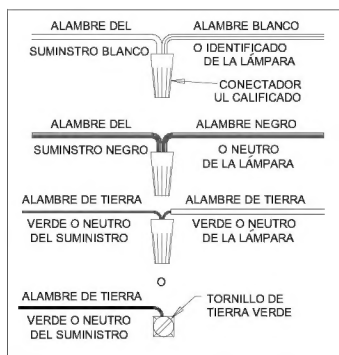 ALAMBRE DEL ALAMBRE BLANCO
SUMINSTRO BLANCO O IDENTIFICADO
DE LA LÁMPARA
CONECTADOR
UL CALIFICADO
ALAMBRE DEL ALAMBRE NEGRO
SUMINSTRO NEGRO O NEUTRO
DE LA LÁMPARA
ALAMBRE DE TIERRA ALAMBRE DE TIERRA
VERDE O NEUTRO VERDE O NEUTRO
DEL SUMINISTRO DE LA LÁMPARA
O
ALAMBRE DE TIERRA TORNILLO DE
VERDE O NEUTRO TIERRA VERDE
DEL SUMINISTRO